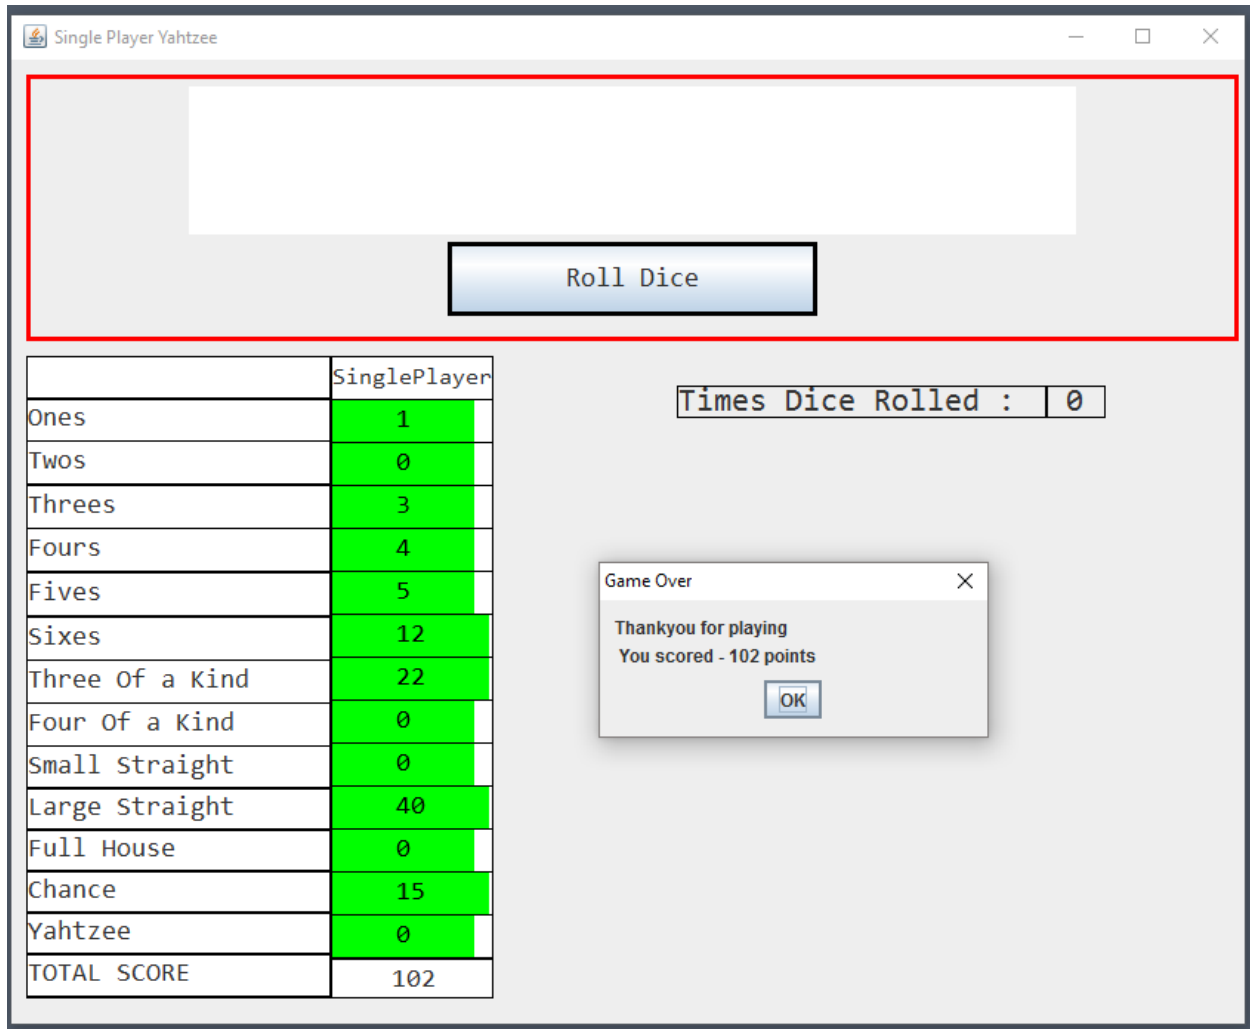 Single Player Yahtzee
Roll Dice
SinglePlayer
Times Dice Rolled : 0
Ones 1
Twos 0
Threes 3
Fours 4
Fives 5
Sixes 12
Three Of a Kind 22
Four Of a Kind 0
Small Straight 0
Large Straight 40
Full House 0
Chance 15
Yahtzee 0
TOTAL SCORE 102
Game Over
Thankyou for playing
You scored - 102 points
OK